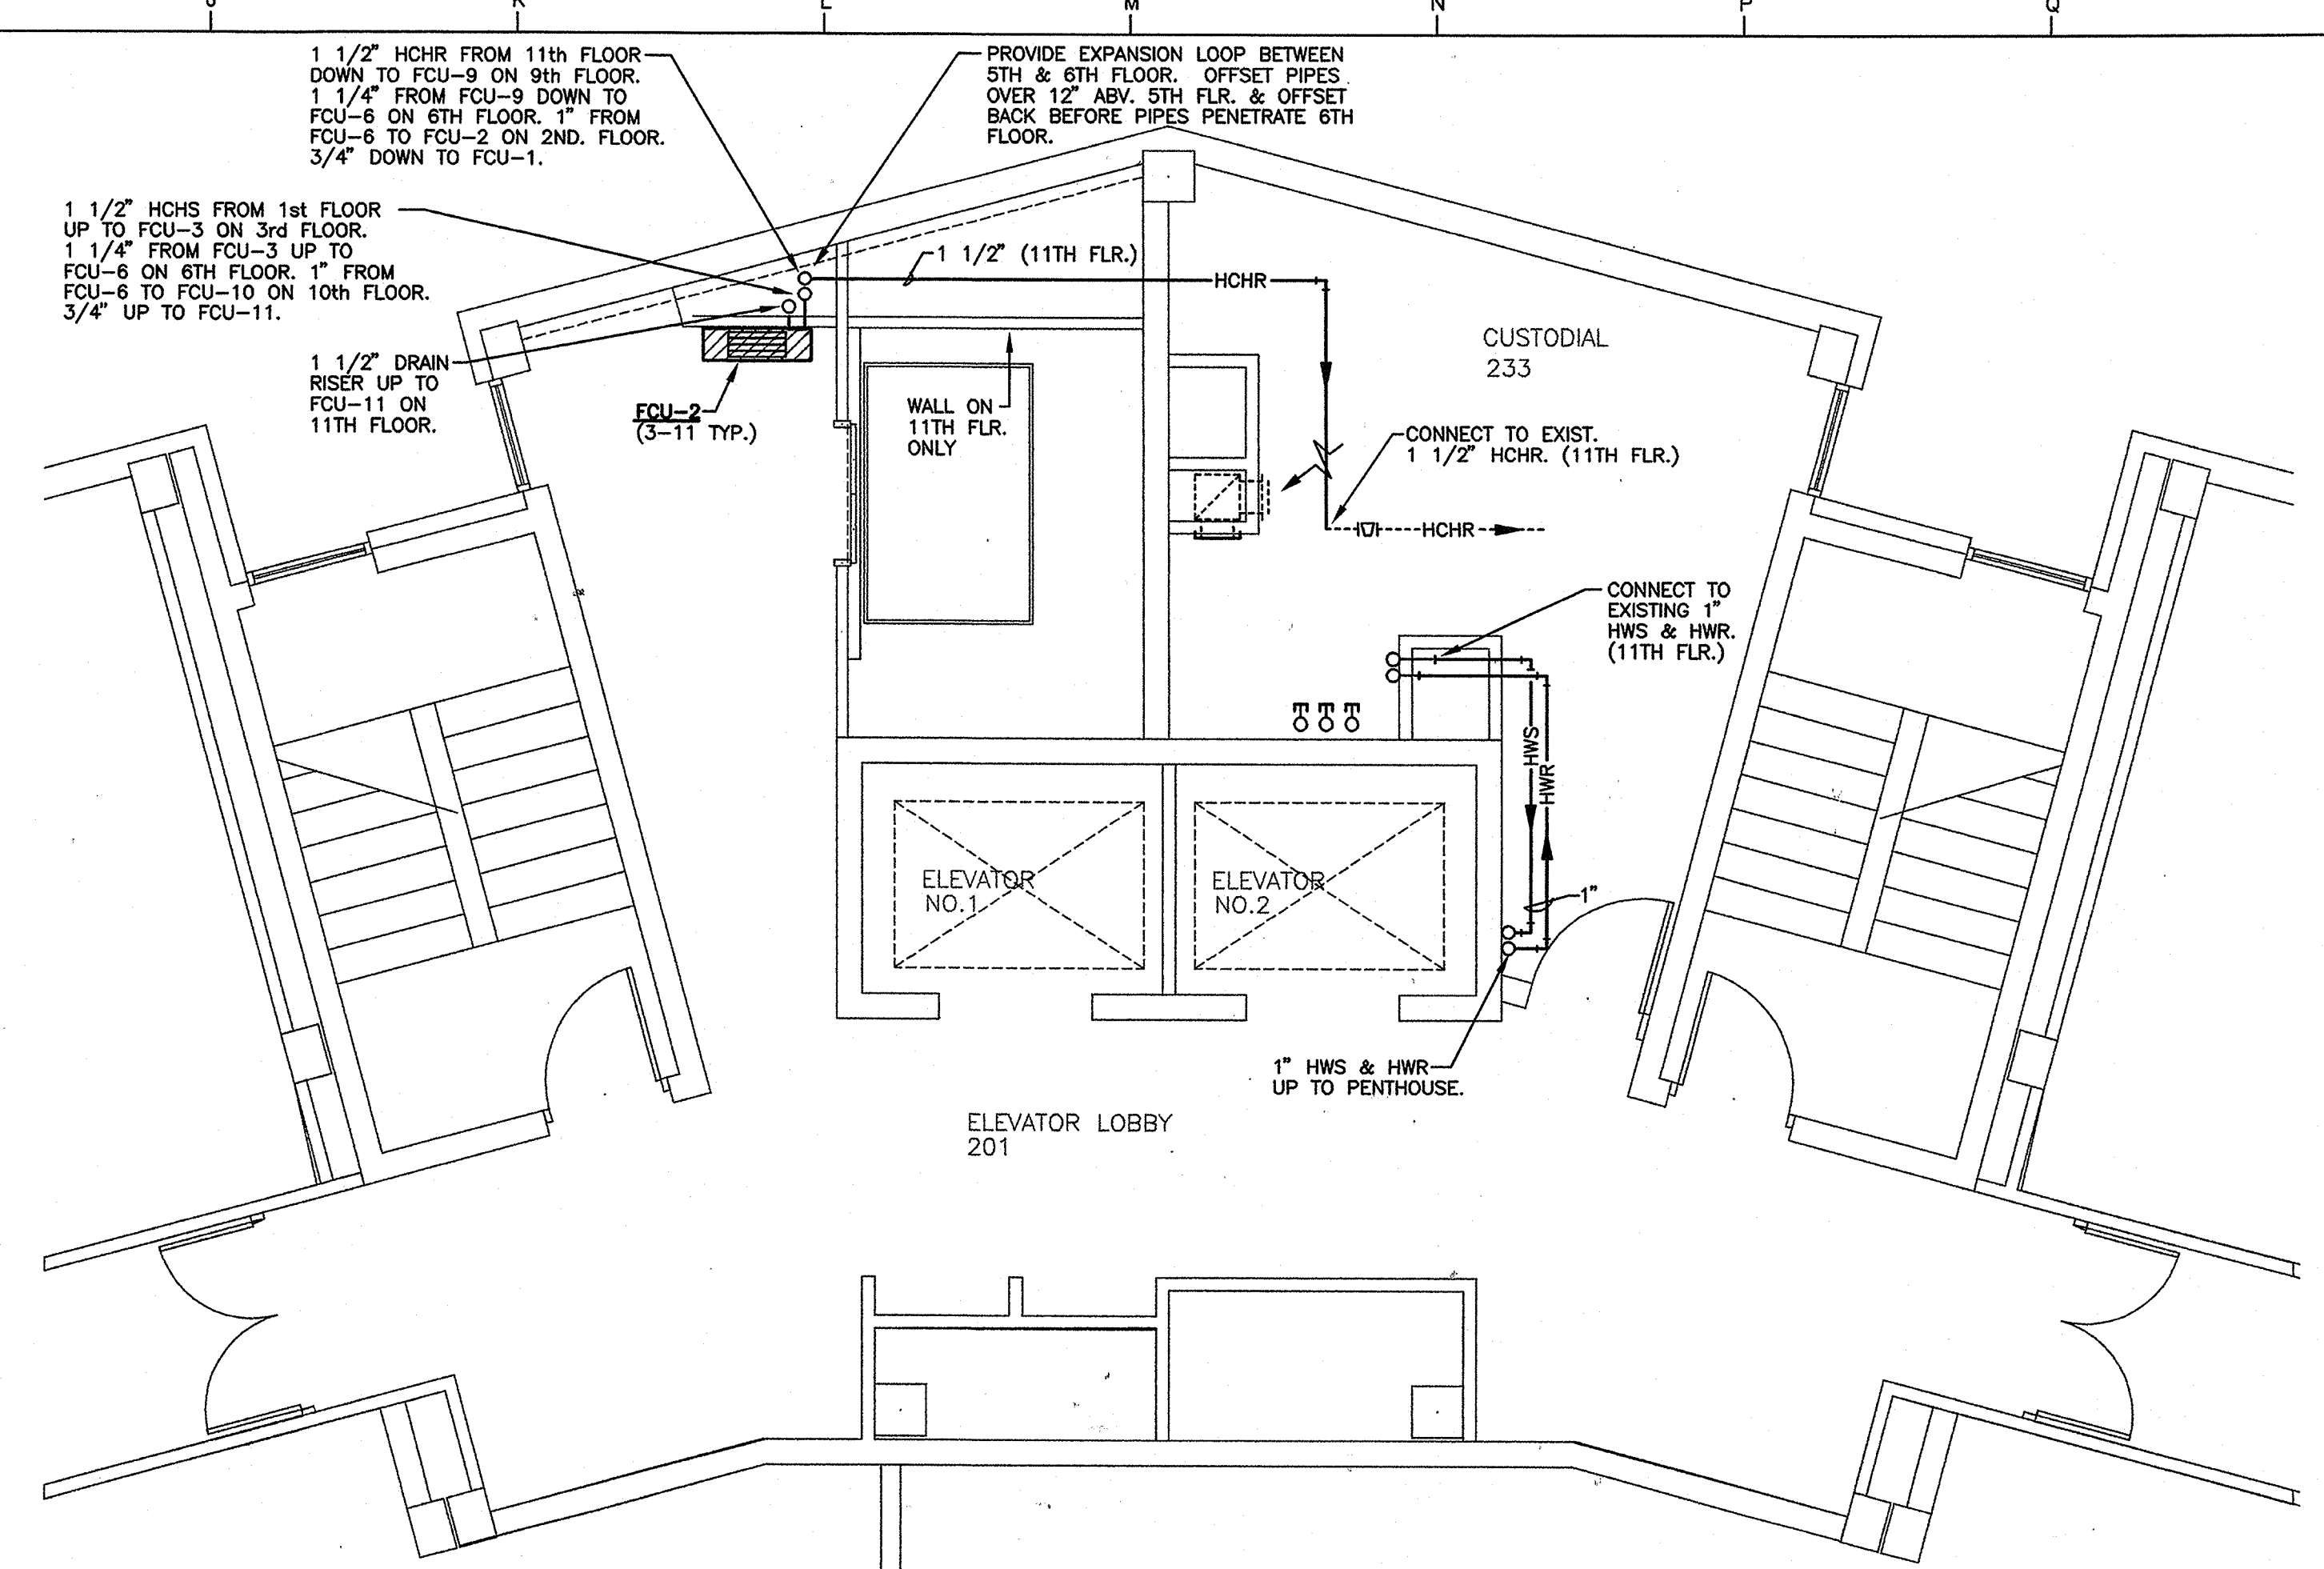 J K L M N P Q
1 1/2" HCHR FROM 11th FLOOR
DOWN TO FCU-9 ON 9th FLOOR.
1 1/4" FROM FCU-9 DOWN TO
FCU-6 ON 6TH FLOOR. 1" FROM
FCU-6 TO FCU-2 ON 2ND. FLOOR.
3/4" DOWN TO FCU-1.
PROVIDE EXPANSION LOOP BETWEEN
5TH & 6TH FLOOR. OFFSET PIPES
OVER 12" ABV. 5TH FLR. & OFFSET
BACK BEFORE PIPES PENETRATE 6TH
FLOOR.
1 1/2" HCHS FROM 1st FLOOR
UP TO FCU-3 ON 3rd FLOOR.
1 1/4" FROM FCU-3 UP TO
FCU-6 ON 6TH FLOOR. 1" FROM
FCU-6 TO FCU-10 ON 10th FLOOR.
3/4" UP TO FCU-11.
1 1/2" (11TH FLR.)
HCHR
1 1/2" DRAIN
RISER UP TO
FCU-11 ON
11TH FLOOR.
FCU-2
(3-11 TYP.)
WALL ON
11TH FLR.
ONLY
CUSTODIAL
233
CONNECT TO EXIST.
1 1/2" HCHR. (11TH FLR.)
HCHR
CONNECT TO
EXISTING 1"
HWS & HWR.
(11TH FLR.)
HWS
HWR
1"
ELEVATOR
NO.1
ELEVATOR
NO.2
1" HWS & HWR
UP TO PENTHOUSE.
ELEVATOR LOBBY
201